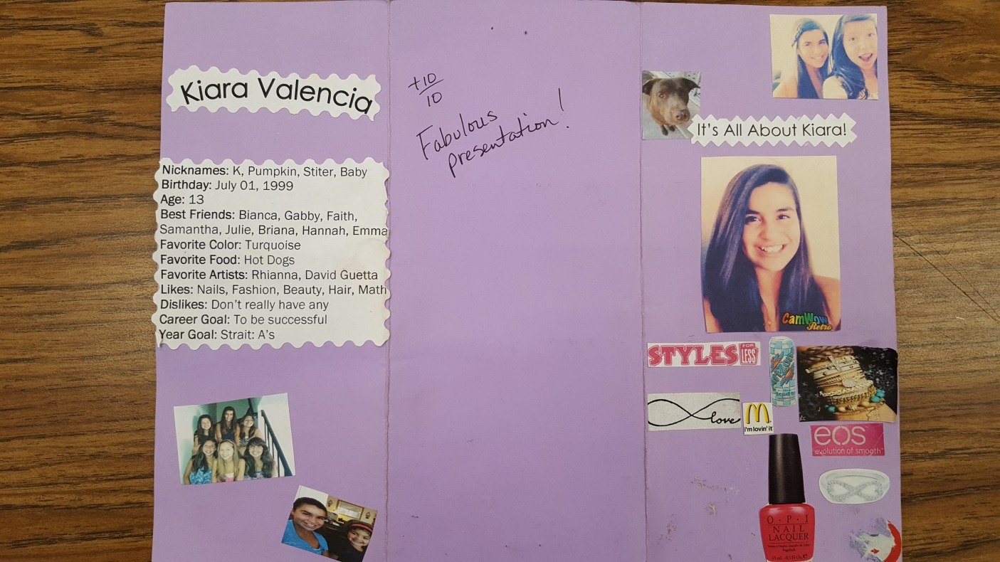 Kiara Valencia
Nicknames: K, Pumpkin, Stiter, Baby
Birthday: July 01, 1999
Age: 13
Best Friends: Bianca, Gabby, Faith,
Samantha, Julie, Briana, Hannah, Emma
Favorite Color: Turquoise
Favorite Food: Hot Dogs
Favorite Artists: Rhianna, David Guetta
Likes: Nails, Fashion, Beauty, Hair, Math
Dislikes: Don't really have any
Career Goal: To be successful
Year Goal: Strait: A's
+10
10
Fabulous
presentation!
It's All About Kiara!
CamWow
Retro
STYLES FOR LESS
love
M
i'm lovin' it
eos
evolution of smooth
O·P·I
NAIL
LACQUER